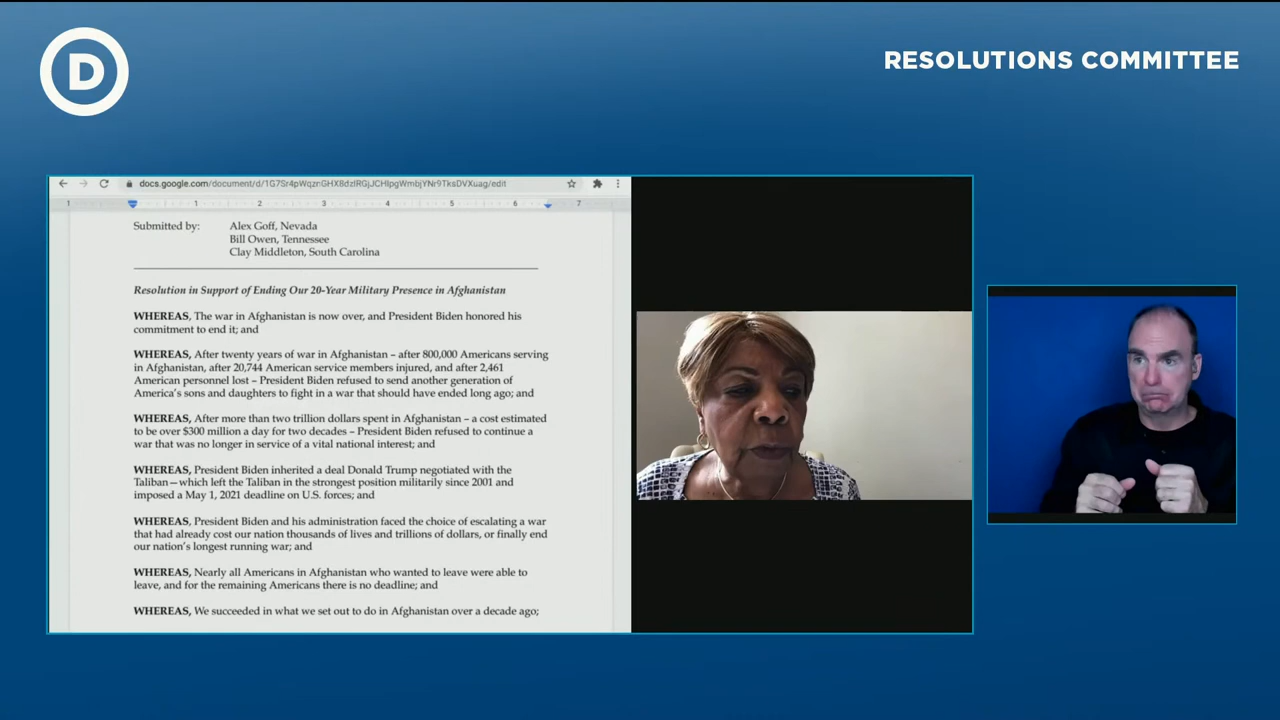 D
RESOLUTIONS COMMITTEE
1 1 2 3 4 5 6 7
Submitted by: Alex Goff, Nevada
Bill Owen, Tennessee
Clay Middleton, South Carolina
Resolution in Support of Ending Our 20-Year Military Presence in Afghanistan
WHEREAS, The war in Afghanistan is now over, and President Biden honored his
commitment to end it; and
WHEREAS, After twenty years of war in Afghanistan – after 800,000 Americans serving
in Afghanistan, after 20,744 American service members injured, and after 2,461
American personnel lost – President Biden refused to send another generation of
America's sons and daughters to fight in a war that should have ended long ago; and
WHEREAS, After more than two trillion dollars spent in Afghanistan – a cost estimated
to be over $300 million a day for two decades – President Biden refused to continue a
war that was no longer in service of a vital national interest; and
WHEREAS, President Biden inherited a deal Donald Trump negotiated with the
Taliban—which left the Taliban in the strongest position militarily since 2001 and
imposed a May 1, 2021 deadline on U.S. forces; and
WHEREAS, President Biden and his administration faced the choice of escalating a war
that had already cost our nation thousands of lives and trillions of dollars, or finally end
our nation's longest running war; and
WHEREAS, Nearly all Americans in Afghanistan who wanted to leave were able to
leave, and for the remaining Americans there is no deadline; and
WHEREAS, We succeeded in what we set out to do in Afghanistan over a decade ago;